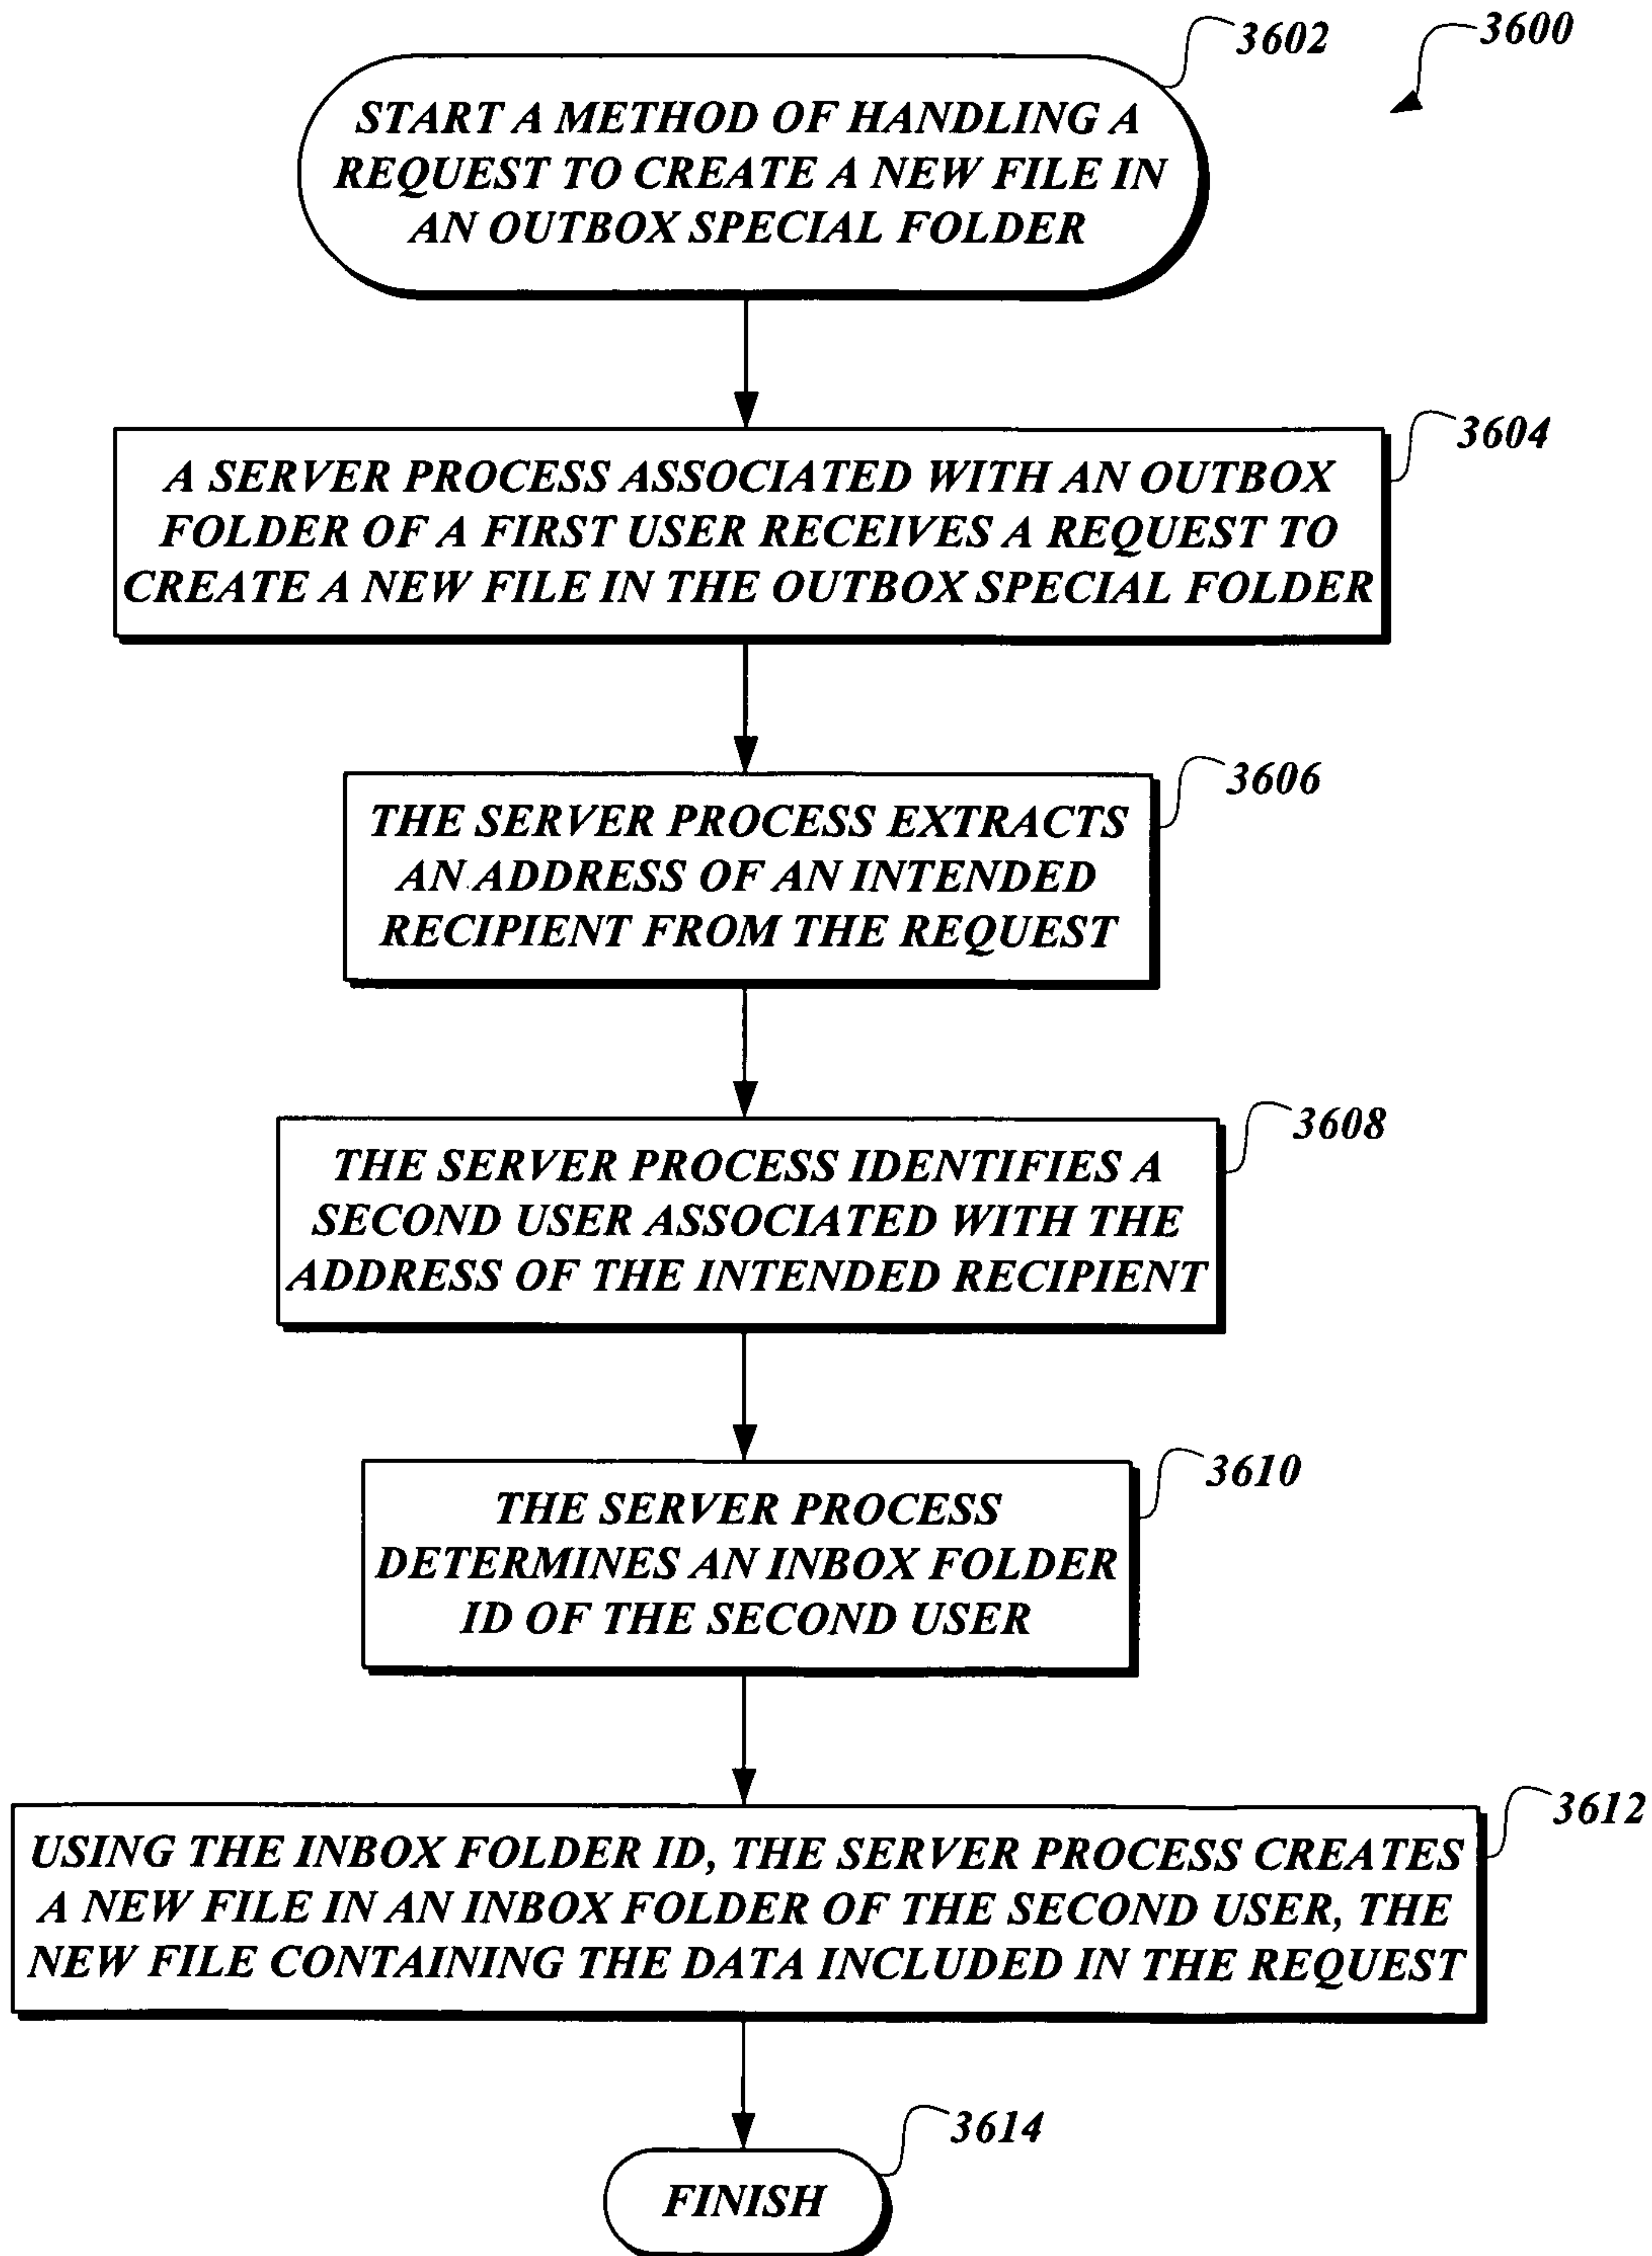 3602
3600
START A METHOD OF HANDLING A
REQUEST TO CREATE A NEW FILE IN
AN OUTBOX SPECIAL FOLDER
3604
A SERVER PROCESS ASSOCIATED WITH AN OUTBOX
FOLDER OF A FIRST USER RECEIVES A REQUEST TO
CREATE A NEW FILE IN THE OUTBOX SPECIAL FOLDER
3606
THE SERVER PROCESS EXTRACTS
AN ADDRESS OF AN INTENDED
RECIPIENT FROM THE REQUEST
3608
THE SERVER PROCESS IDENTIFIES A
SECOND USER ASSOCIATED WITH THE
ADDRESS OF THE INTENDED RECIPIENT
3610
THE SERVER PROCESS
DETERMINES AN INBOX FOLDER
ID OF THE SECOND USER
3612
USING THE INBOX FOLDER ID, THE SERVER PROCESS CREATES
A NEW FILE IN AN INBOX FOLDER OF THE SECOND USER, THE
NEW FILE CONTAINING THE DATA INCLUDED IN THE REQUEST
3614
FINISH